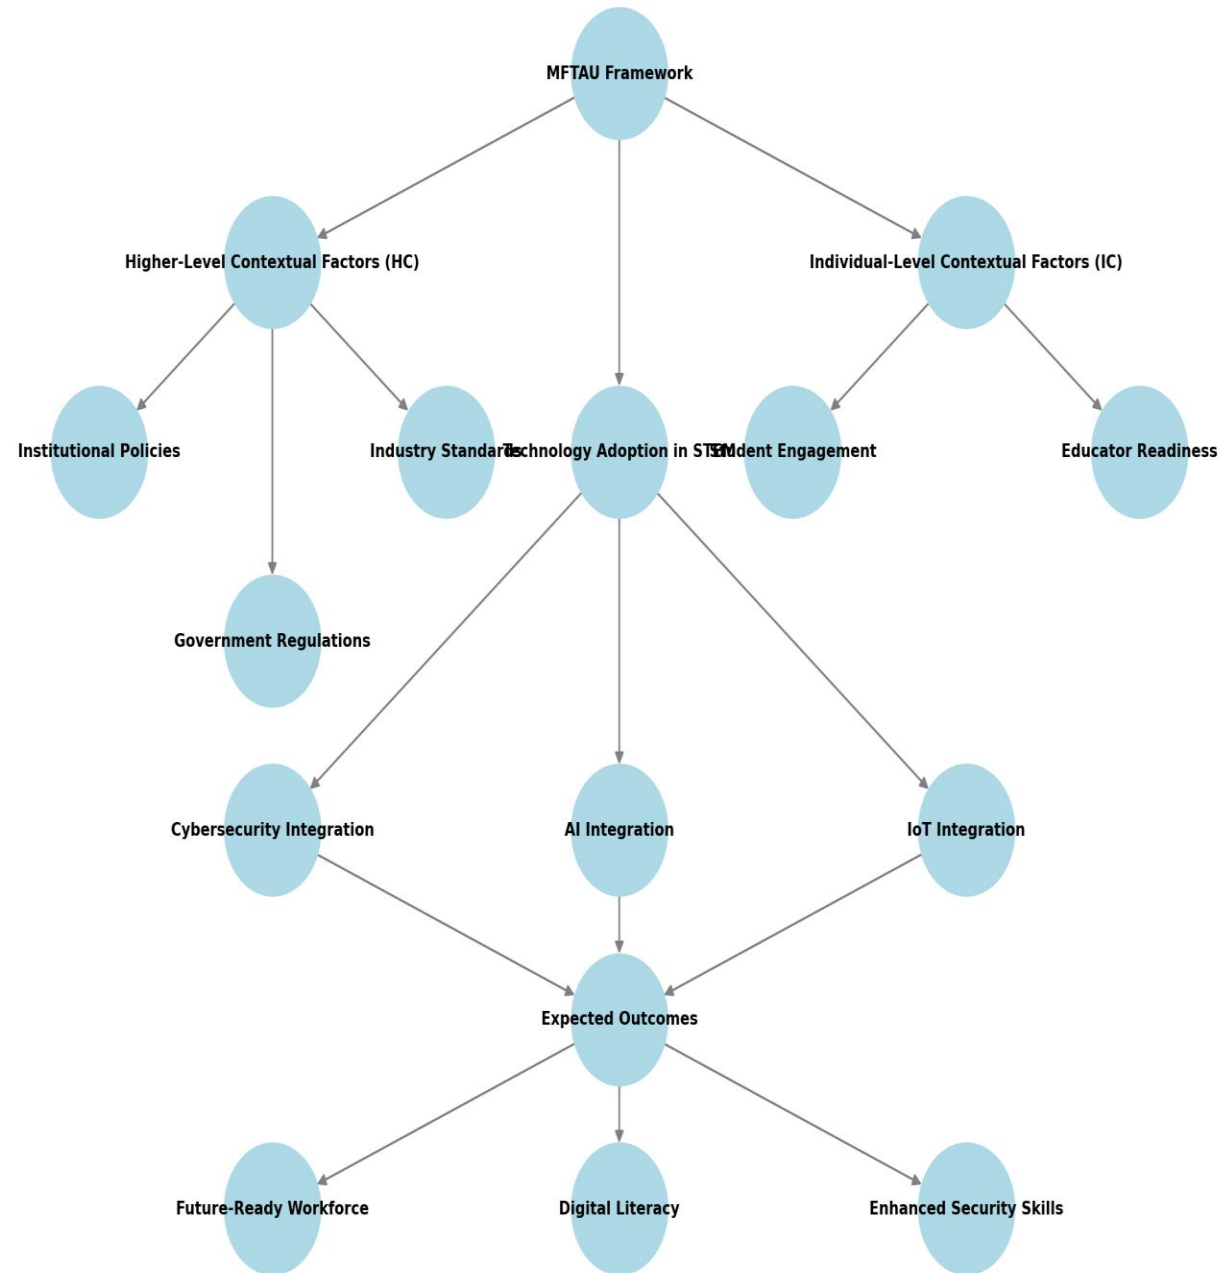 MFTAU Framework
Higher-Level Contextual Factors (HC)
Individual-Level Contextual Factors (IC)
Institutional Policies
Industry Standards
Technology Adoption in STEM
Student Engagement
Educator Readiness
Government Regulations
Cybersecurity Integration
AI Integration
IoT Integration
Expected Outcomes
Future-Ready Workforce
Digital Literacy
Enhanced Security Skills